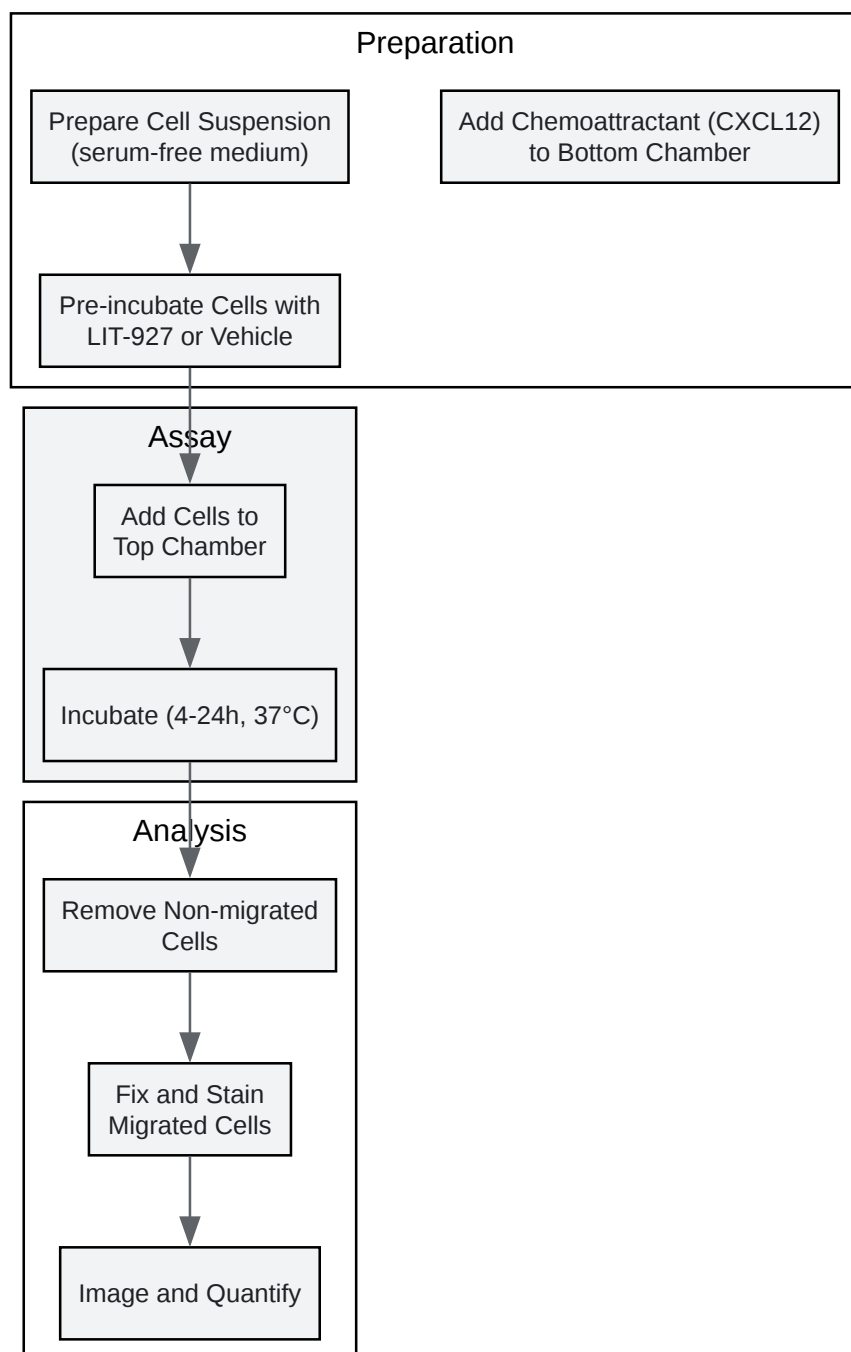 Preparation
Prepare Cell Suspension
(serum-free medium)
Add Chemoattractant (CXCL12)
to Bottom Chamber
Pre-incubate Cells with
LIT-927 or Vehicle
Assay
Add Cells to
Top Chamber
Incubate (4-24h, 37°C)
Analysis
Remove Non-migrated
Cells
Fix and Stain
Migrated Cells
Image and Quantify